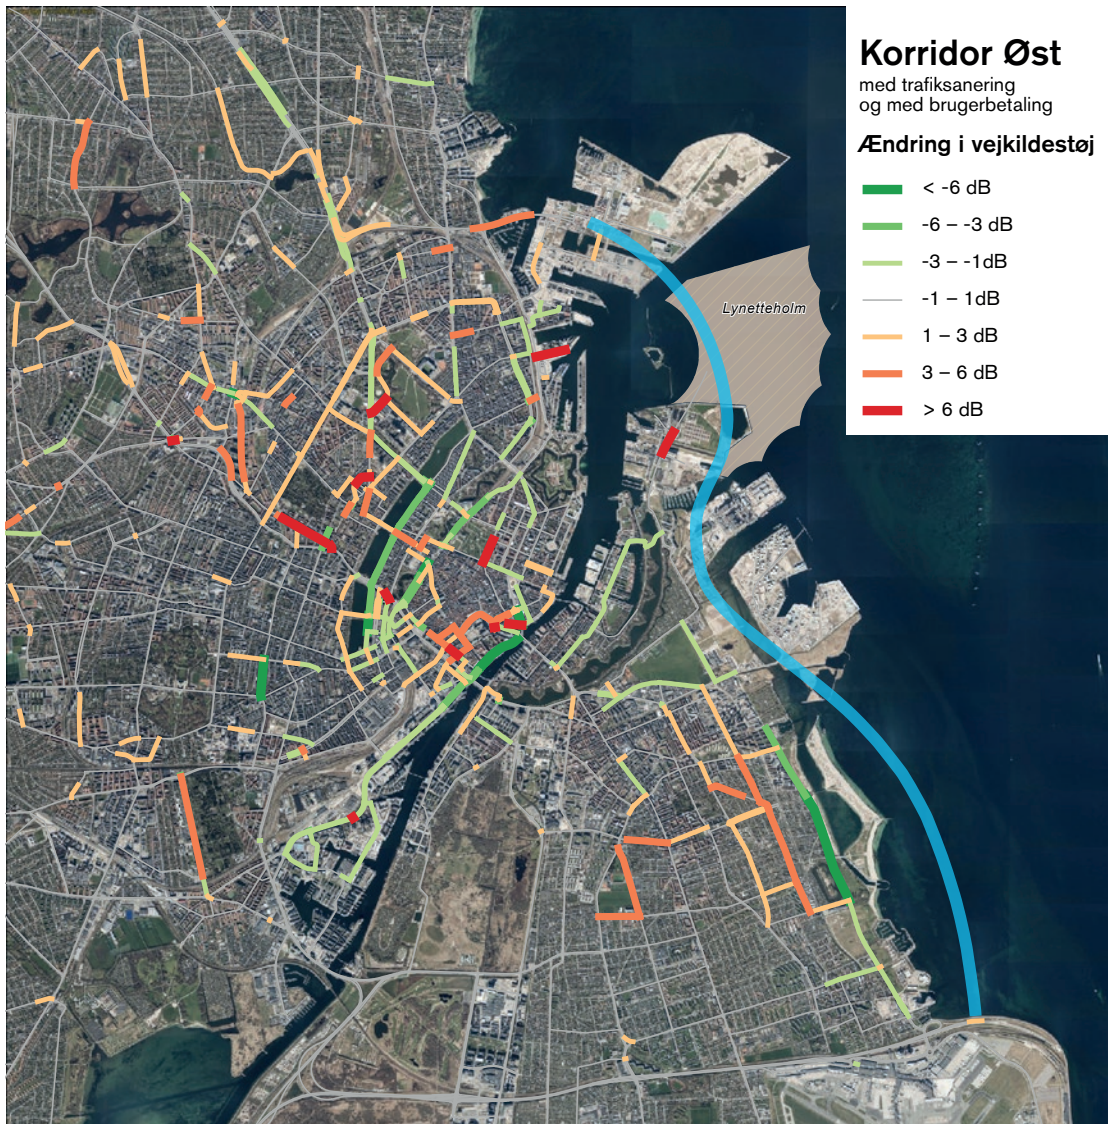 Korridor Øst
med trafiksanering
og med brugerbetaling
Ændring i vejkildestøj
< -6 dB
-6 – -3 dB
-3 – -1dB
-1 – 1dB
1 – 3 dB
3 – 6 dB
> 6 dB
Lynetteholm